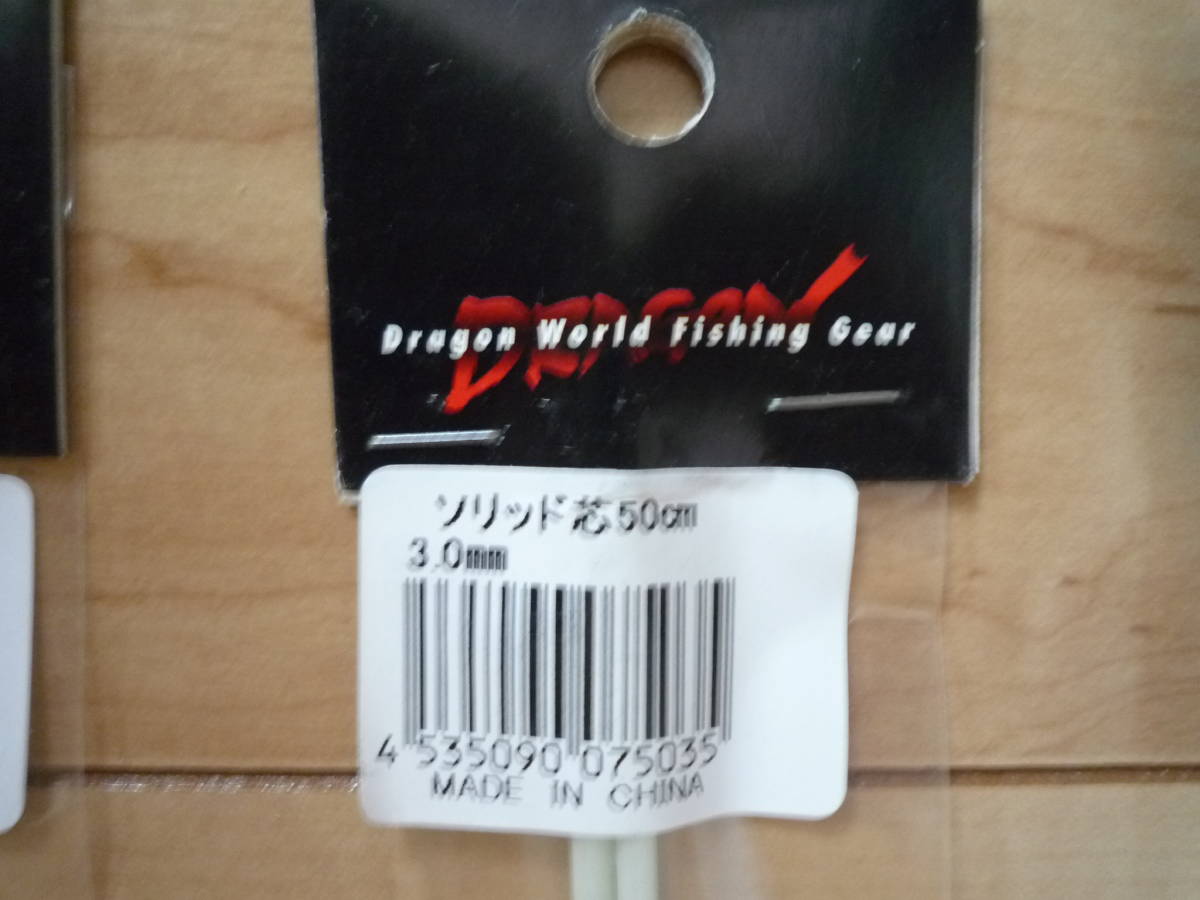 DRAGON
Dragon World Fishing Gear
ソリッド芯50㎝
3.0㎜
4 535090 075035
MADE IN CHINA